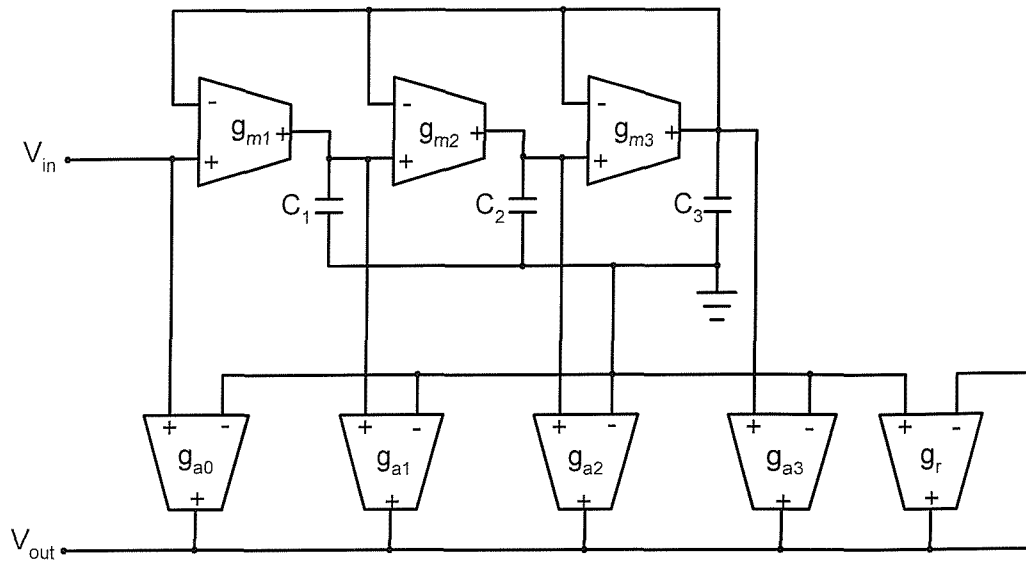 - - -
g_m1 + g_m2 + g_m3 +
V_in + + +
C_1 C_2 C_3
+ - + - + - + - + -
g_a0 g_a1 g_a2 g_a3 g_r
+ + + + +
V_out